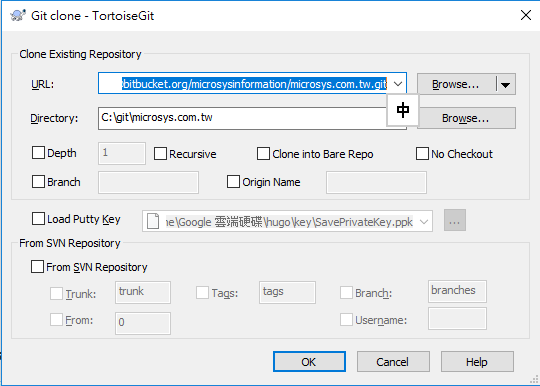 Git clone - TortoiseGit
Clone Existing Repository
URL: bitbucket.org/microsysinformation/microsys.com.tw.git Browse...
中
Directory: C:\git\microsys.com.tw Browse...
Depth 1 Recursive Clone into Bare Repo No Checkout
Branch Origin Name
Load Putty Key ne\Google 雲端硬碟\hugo\key\SavePrivateKey.ppk ...
From SVN Repository
From SVN Repository
Trunk: trunk Tags: tags Branch: branches
From: 0 Username:
OK Cancel Help